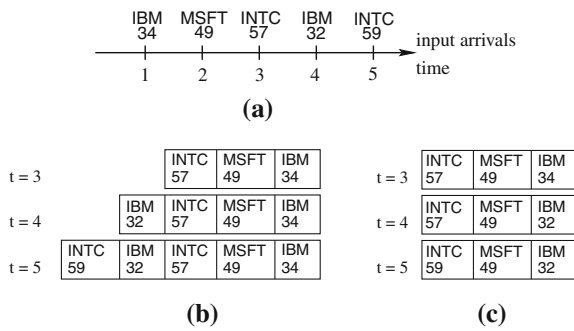 IBM MSFT INTC IBM INTC
34 49 57 32 59
input arrivals
1 2 3 4 5
time
(a)
t = 3
INTC MSFT IBM
57 49 34
t = 4
IBM INTC MSFT IBM
32 57 49 34
t = 5
INTC IBM INTC MSFT IBM
59 32 57 49 34
(b)
t = 3
INTC MSFT IBM
57 49 34
t = 4
INTC MSFT IBM
57 49 32
t = 5
INTC MSFT IBM
59 49 32
(c)